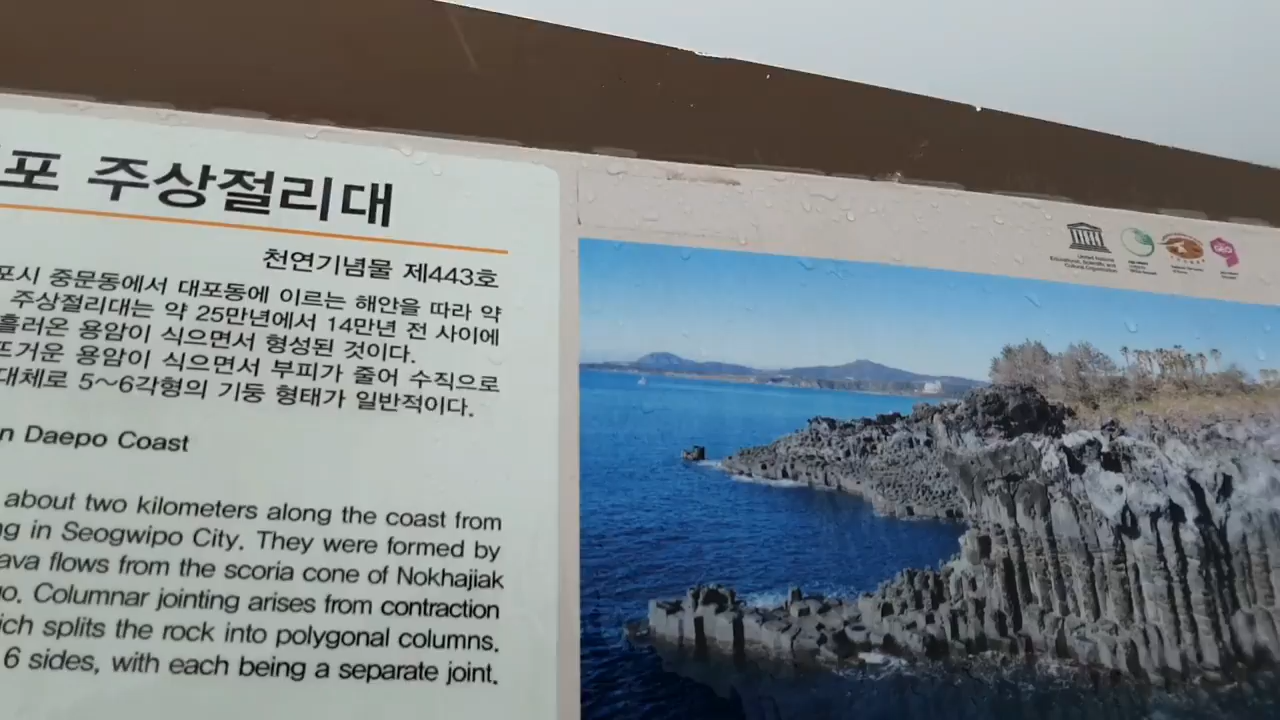 포 주상절리대
천연기념물 제443호
포시 중문동에서 대포동에 이르는 해안을 따라 약
주상절리대는 약 25만년에서 14만년 전 사이에
흘러온 용암이 식으면서 형성된 것이다.
뜨거운 용암이 식으면서 부피가 줄어 수직으로
대체로 5~6각형의 기둥 형태가 일반적이다.
n Daepo Coast
about two kilometers along the coast from
ng in Seogwipo City. They were formed by
ava flows from the scoria cone of Nokhajiak
go. Columnar jointing arises from contraction
ich splits the rock into polygonal columns.
6 sides, with each being a separate joint.
United Nations
Educational, Scientific and
Cultural Organization